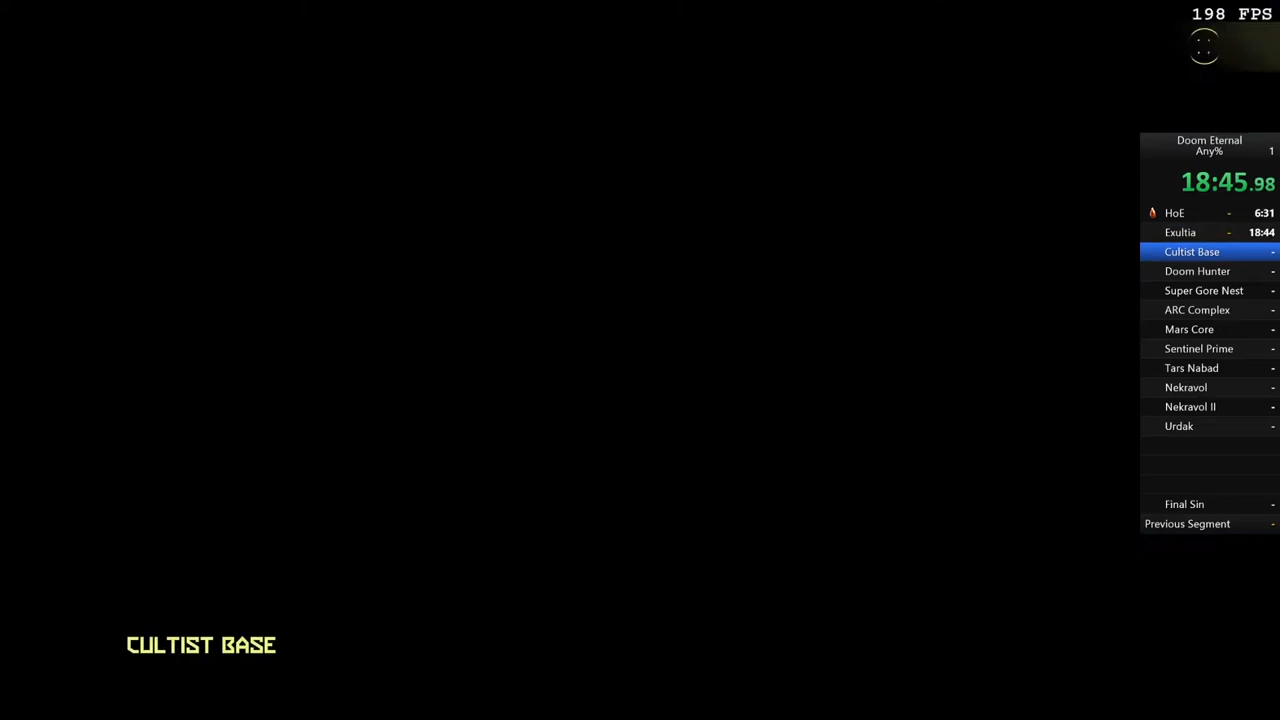 198 FPS
Doom Eternal
Any% 1
18:45.98
HoE - 6:31
Exultia - 18:44
Cultist Base -
Doom Hunter -
Super Gore Nest -
ARC Complex -
Mars Core -
Sentinel Prime -
Tars Nabad -
Nekravol -
Nekravol II -
Urdak -
Final Sin -
Previous Segment -
CULTIST BASE